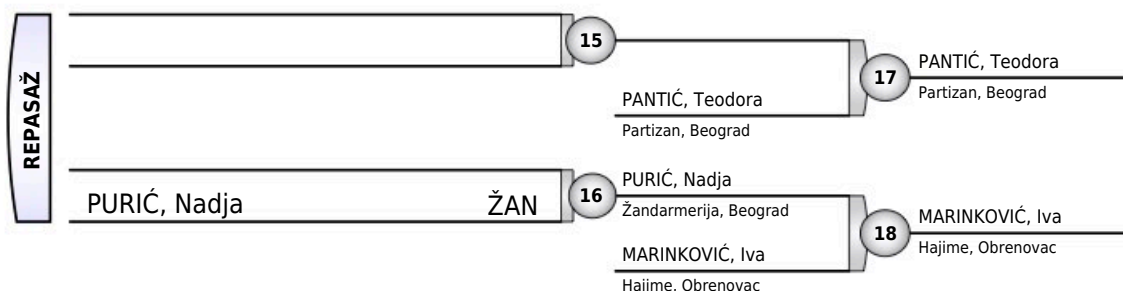 REPASAŽ
15
PANTIĆ, Teodora
Partizan, Beograd
17
PANTIĆ, Teodora
Partizan, Beograd
PURIĆ, Nadja ŽAN
16
PURIĆ, Nadja
Žandarmerija, Beograd
MARINKOVIĆ, Iva
Hajime, Obrenovac
18
MARINKOVIĆ, Iva
Hajime, Obrenovac